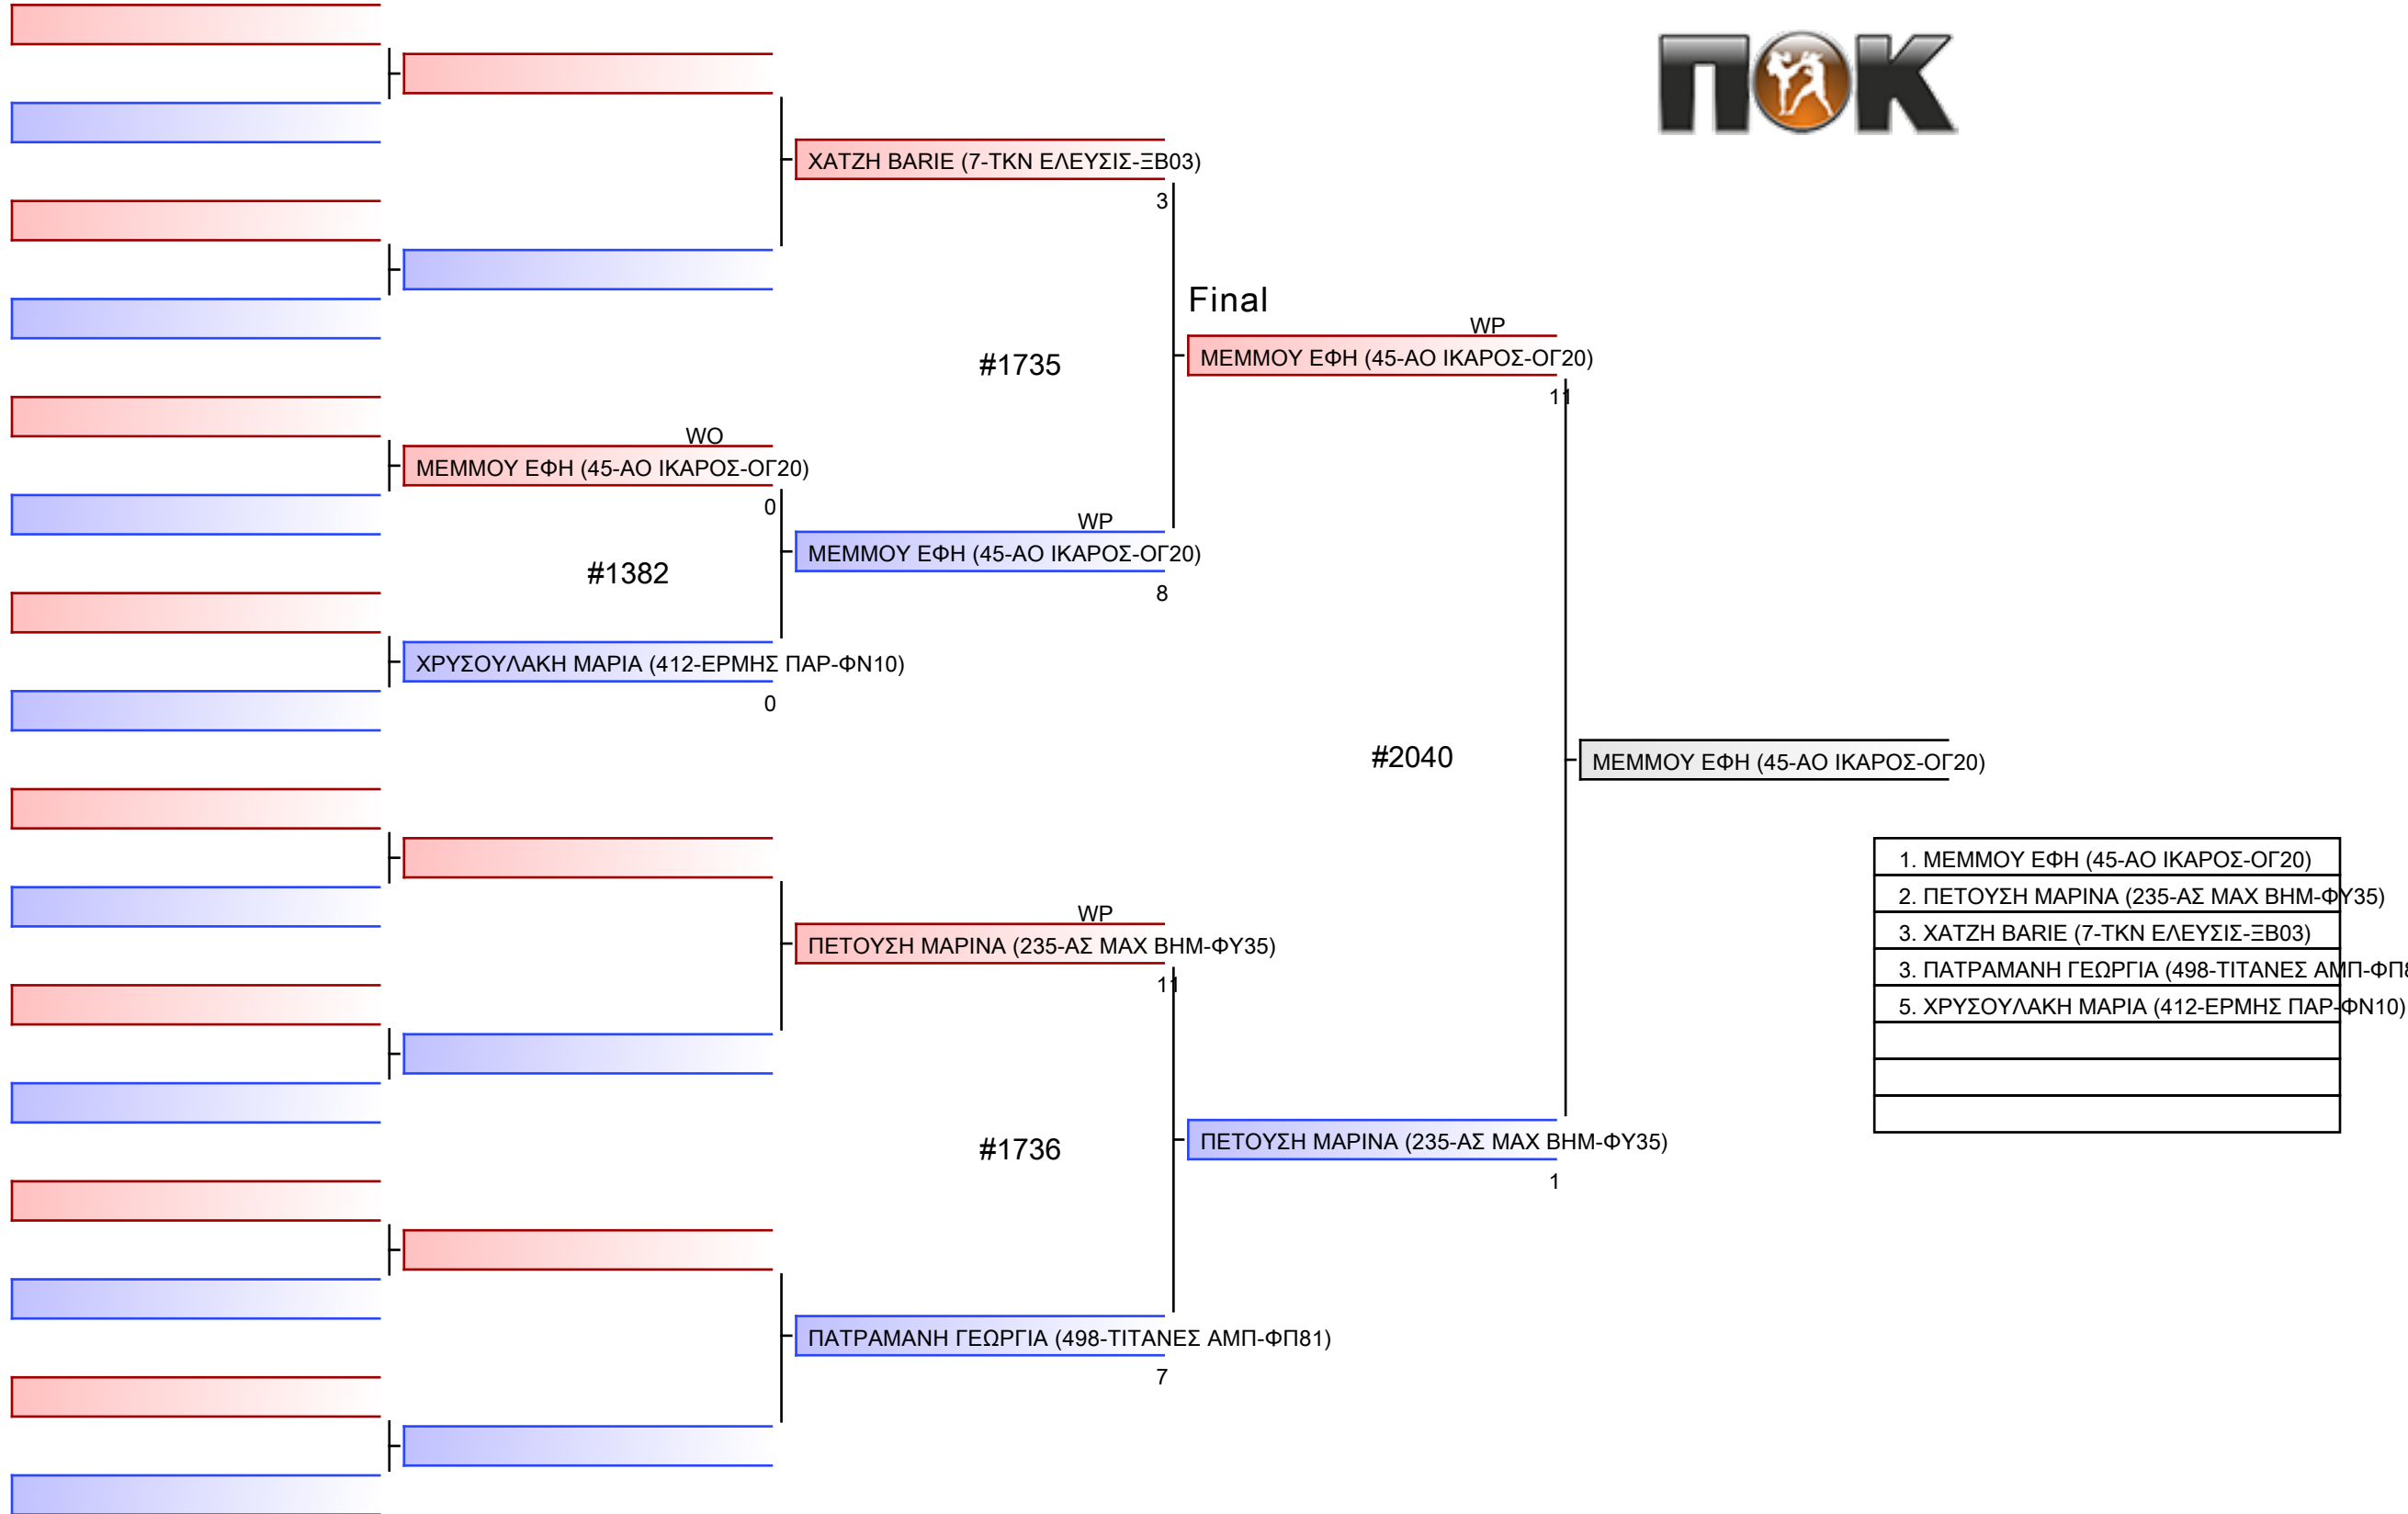 ΠΟΚ
ΧΑΤΖΗ BARIE (7-ΤΚΝ ΕΛΕΥΣΙΣ-ΞΒ03)
3
Final
WP
#1735
ΜΕΜΜΟΥ ΕΦΗ (45-ΑΟ ΙΚΑΡΟΣ-ΟΓ20)
11
WO
ΜΕΜΜΟΥ ΕΦΗ (45-ΑΟ ΙΚΑΡΟΣ-ΟΓ20)
0
WP
ΜΕΜΜΟΥ ΕΦΗ (45-ΑΟ ΙΚΑΡΟΣ-ΟΓ20)
#1382
8
ΧΡΥΣΟΥΛΑΚΗ ΜΑΡΙΑ (412-ΕΡΜΗΣ ΠΑΡ-ΦΝ10)
0
#2040
ΜΕΜΜΟΥ ΕΦΗ (45-ΑΟ ΙΚΑΡΟΣ-ΟΓ20)
1. ΜΕΜΜΟΥ ΕΦΗ (45-ΑΟ ΙΚΑΡΟΣ-ΟΓ20)
2. ΠΕΤΟΥΣΗ ΜΑΡΙΝΑ (235-ΑΣ ΜΑΧ ΒΗΜ-ΦΥ35)
3. ΧΑΤΖΗ BARIE (7-ΤΚΝ ΕΛΕΥΣΙΣ-ΞΒ03)
3. ΠΑΤΡΑΜΑΝΗ ΓΕΩΡΓΙΑ (498-ΤΙΤΑΝΕΣ ΑΜΠ-ΦΠ8
5. ΧΡΥΣΟΥΛΑΚΗ ΜΑΡΙΑ (412-ΕΡΜΗΣ ΠΑΡ-ΦΝ10)
WP
ΠΕΤΟΥΣΗ ΜΑΡΙΝΑ (235-ΑΣ ΜΑΧ ΒΗΜ-ΦΥ35)
11
#1736
ΠΕΤΟΥΣΗ ΜΑΡΙΝΑ (235-ΑΣ ΜΑΧ ΒΗΜ-ΦΥ35)
1
ΠΑΤΡΑΜΑΝΗ ΓΕΩΡΓΙΑ (498-ΤΙΤΑΝΕΣ ΑΜΠ-ΦΠ81)
7